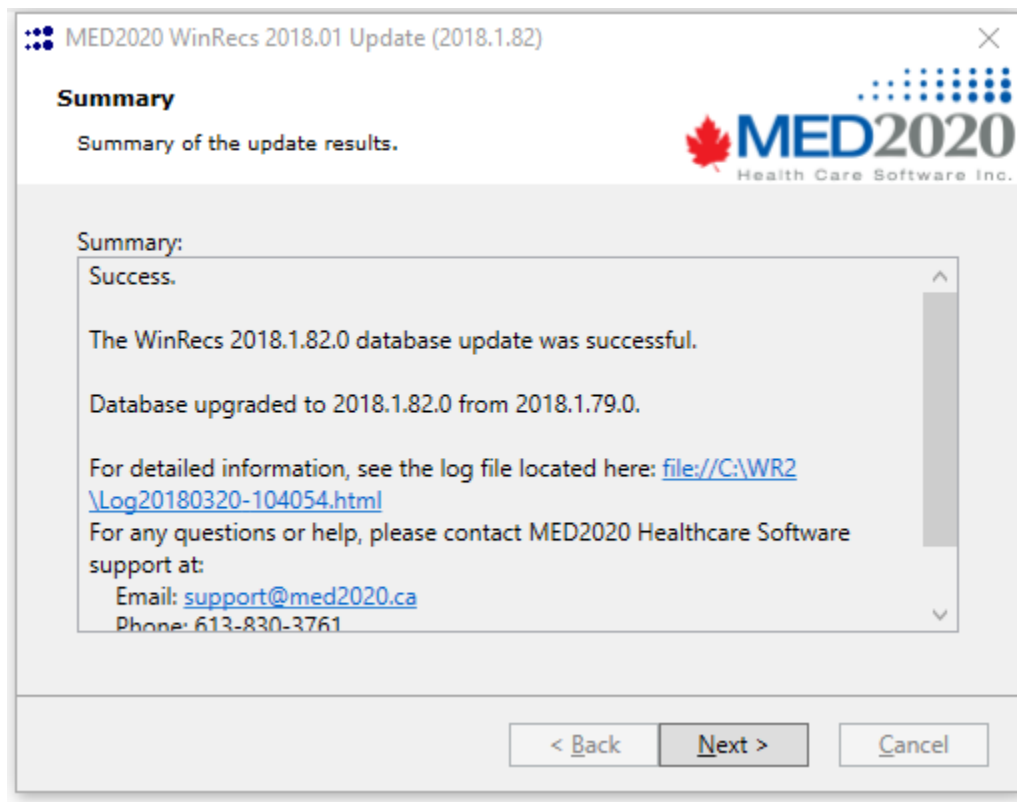 MED2020 WinRecs 2018.01 Update (2018.1.82)
Summary
Summary of the update results.
MED2020
Health Care Software Inc.
Summary:
Success.
The WinRecs 2018.1.82.0 database update was successful.
Database upgraded to 2018.1.82.0 from 2018.1.79.0.
For detailed information, see the log file located here: file://C:\WR2
\Log20180320-104054.html
For any questions or help, please contact MED2020 Healthcare Software
support at:
Email: support@med2020.ca
Phone: 613-830-3761
< Back
Next >
Cancel